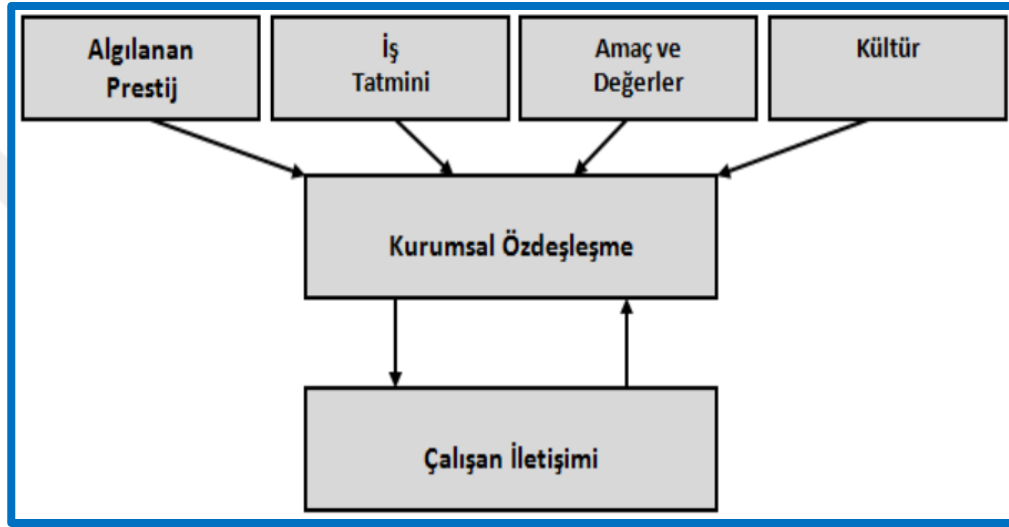 Algılanan
Prestij
İş
Tatmini
Amaç ve
Değerler
Kültür
Kurumsal Özdeşleşme
Çalışan İletişimi